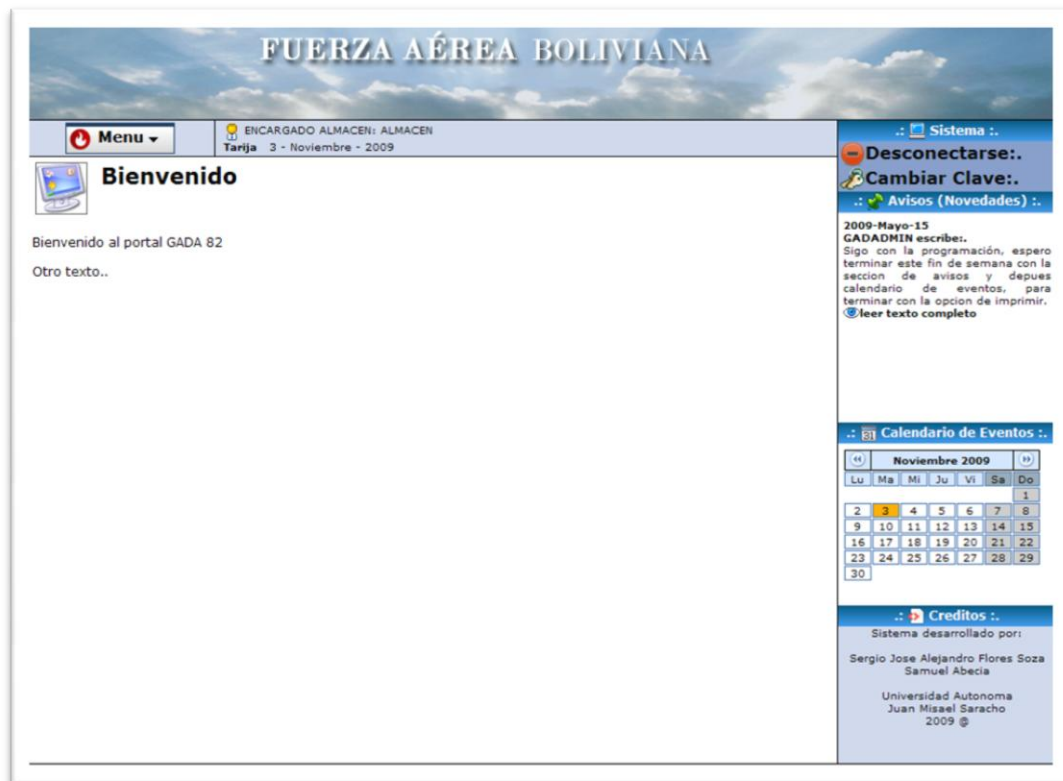 FUERZA AÉREA BOLIVIANA
Menu
ENCARGADO ALMACEN: ALMACEN
Tarija 3 - Noviembre - 2009
Bienvenido
Bienvenido al portal GADA 82
Otro texto..
.: Sistema :.
Desconectarse:.
Cambiar Clave:.
.: Avisos (Novedades) :.
2009-Mayo-15
GADADMIN escribe:.
Sigo con la programación, espero
terminar este fin de semana con la
seccion de avisos y depues
calendario de eventos, para
terminar con la opcion de imprimir.
leer texto completo
.: 31 Calendario de Eventos :.
Noviembre 2009
Lu Ma Mi Ju Vi Sa Do
1
2 3 4 5 6 7 8
9 10 11 12 13 14 15
16 17 18 19 20 21 22
23 24 25 26 27 28 29
30
.: Creditos :.
Sistema desarrollado por:
Sergio Jose Alejandro Flores Soza
Samuel Abecia
Universidad Autonoma
Juan Misael Saracho
2009 @